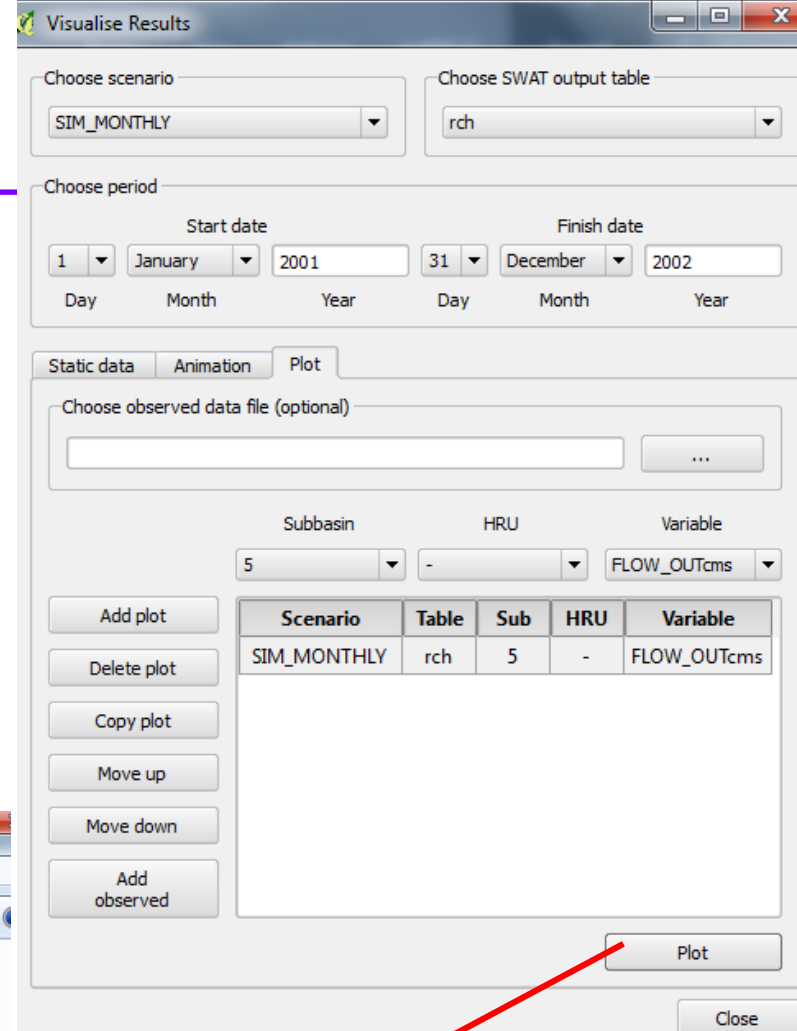 Visualise Results
Choose scenario
Choose SWAT output table
SIM_MONTHLY
rch
Choose period
Start date
Finish date
1 January 2001 31 December 2002
Day Month Year Day Month Year
Static data Animation Plot
Choose observed data file (optional)
...
Subbasin HRU Variable
5 - FLOW_OUTcms
Add plot
Delete plot
Copy plot
Move up
Move down
Add
observed
Scenario Table Sub HRU Variable
SIM_MONTHLY rch 5 - FLOW_OUTcms
Plot
Close